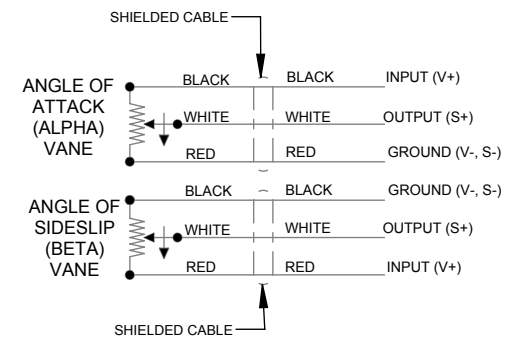 SHIELDED CABLE
ANGLE OF
ATTACK
(ALPHA)
VANE
BLACK BLACK INPUT (V+)
WHITE WHITE OUTPUT (S+)
RED RED GROUND (V-, S-)
ANGLE OF
SIDESLIP
(BETA)
VANE
BLACK BLACK GROUND (V-, S-)
WHITE WHITE OUTPUT (S+)
RED RED INPUT (V+)
SHIELDED CABLE